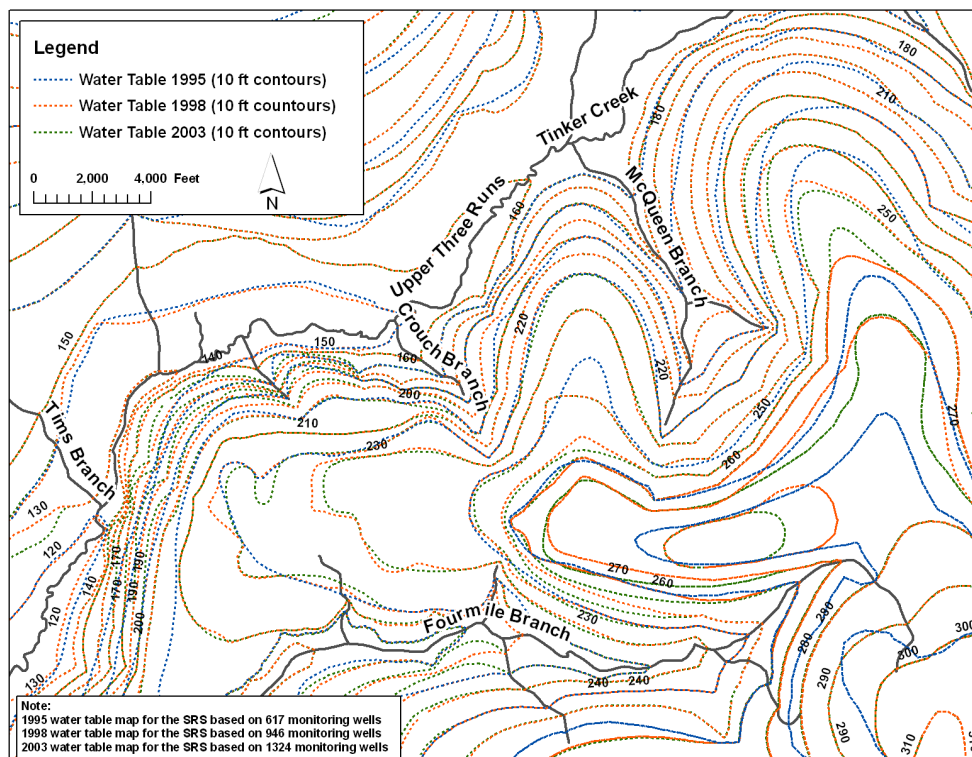 Legend
Water Table 1995 (10 ft contours)
Water Table 1998 (10 ft countours)
Water Table 2003 (10 ft contours)
0 2,000 4,000 Feet
N
180
210
Tinker Creek
180
McQueen Branch
160
250
Upper Three Runs
220
150
150
140
Crouch Branch
160
220
200
270
210
250
230
260
Tims Branch
130
120
170
190
270
260
140
170
190
120
200
230
Fourmile Branch
280
280
300
300
240
240
290
130
290
310
Note:
1995 water table map for the SRS based on 617 monitoring wells
1998 water table map for the SRS based on 946 monitoring wells
2003 water table map for the SRS based on 1324 monitoring wells